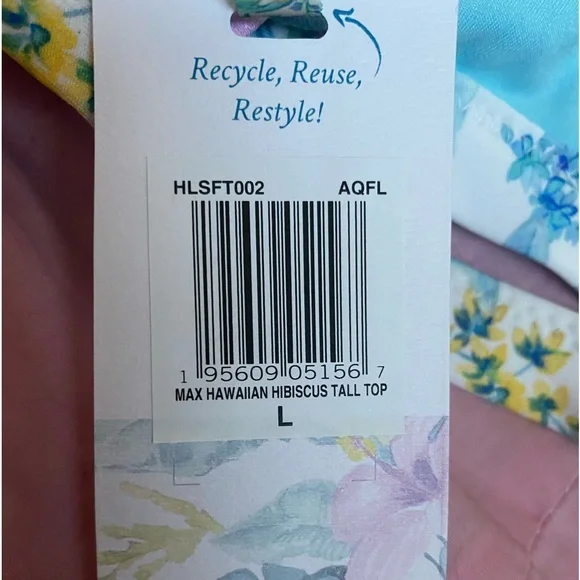 Recycle, Reuse,
Restyle!
HLSFT002 AQFL
1 95609 05156 7
MAX HAWAIIAN HIBISCUS TALL TOP
L